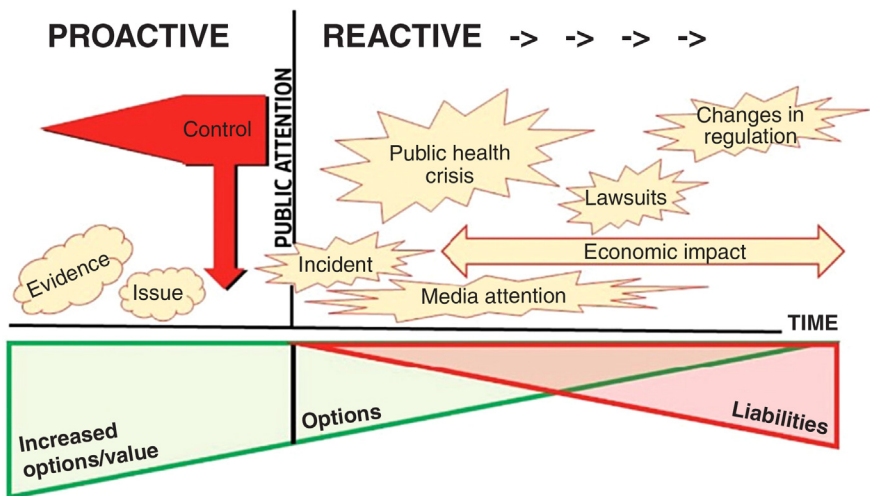 PROACTIVE
REACTIVE -> -> -> ->
PUBLIC ATTENTION
Control
Changes in
regulation
Public health
crisis
Lawsuits
Evidence
Issue
Incident
Economic impact
Media attention
TIME
Increased
options/value
Options
Liabilities